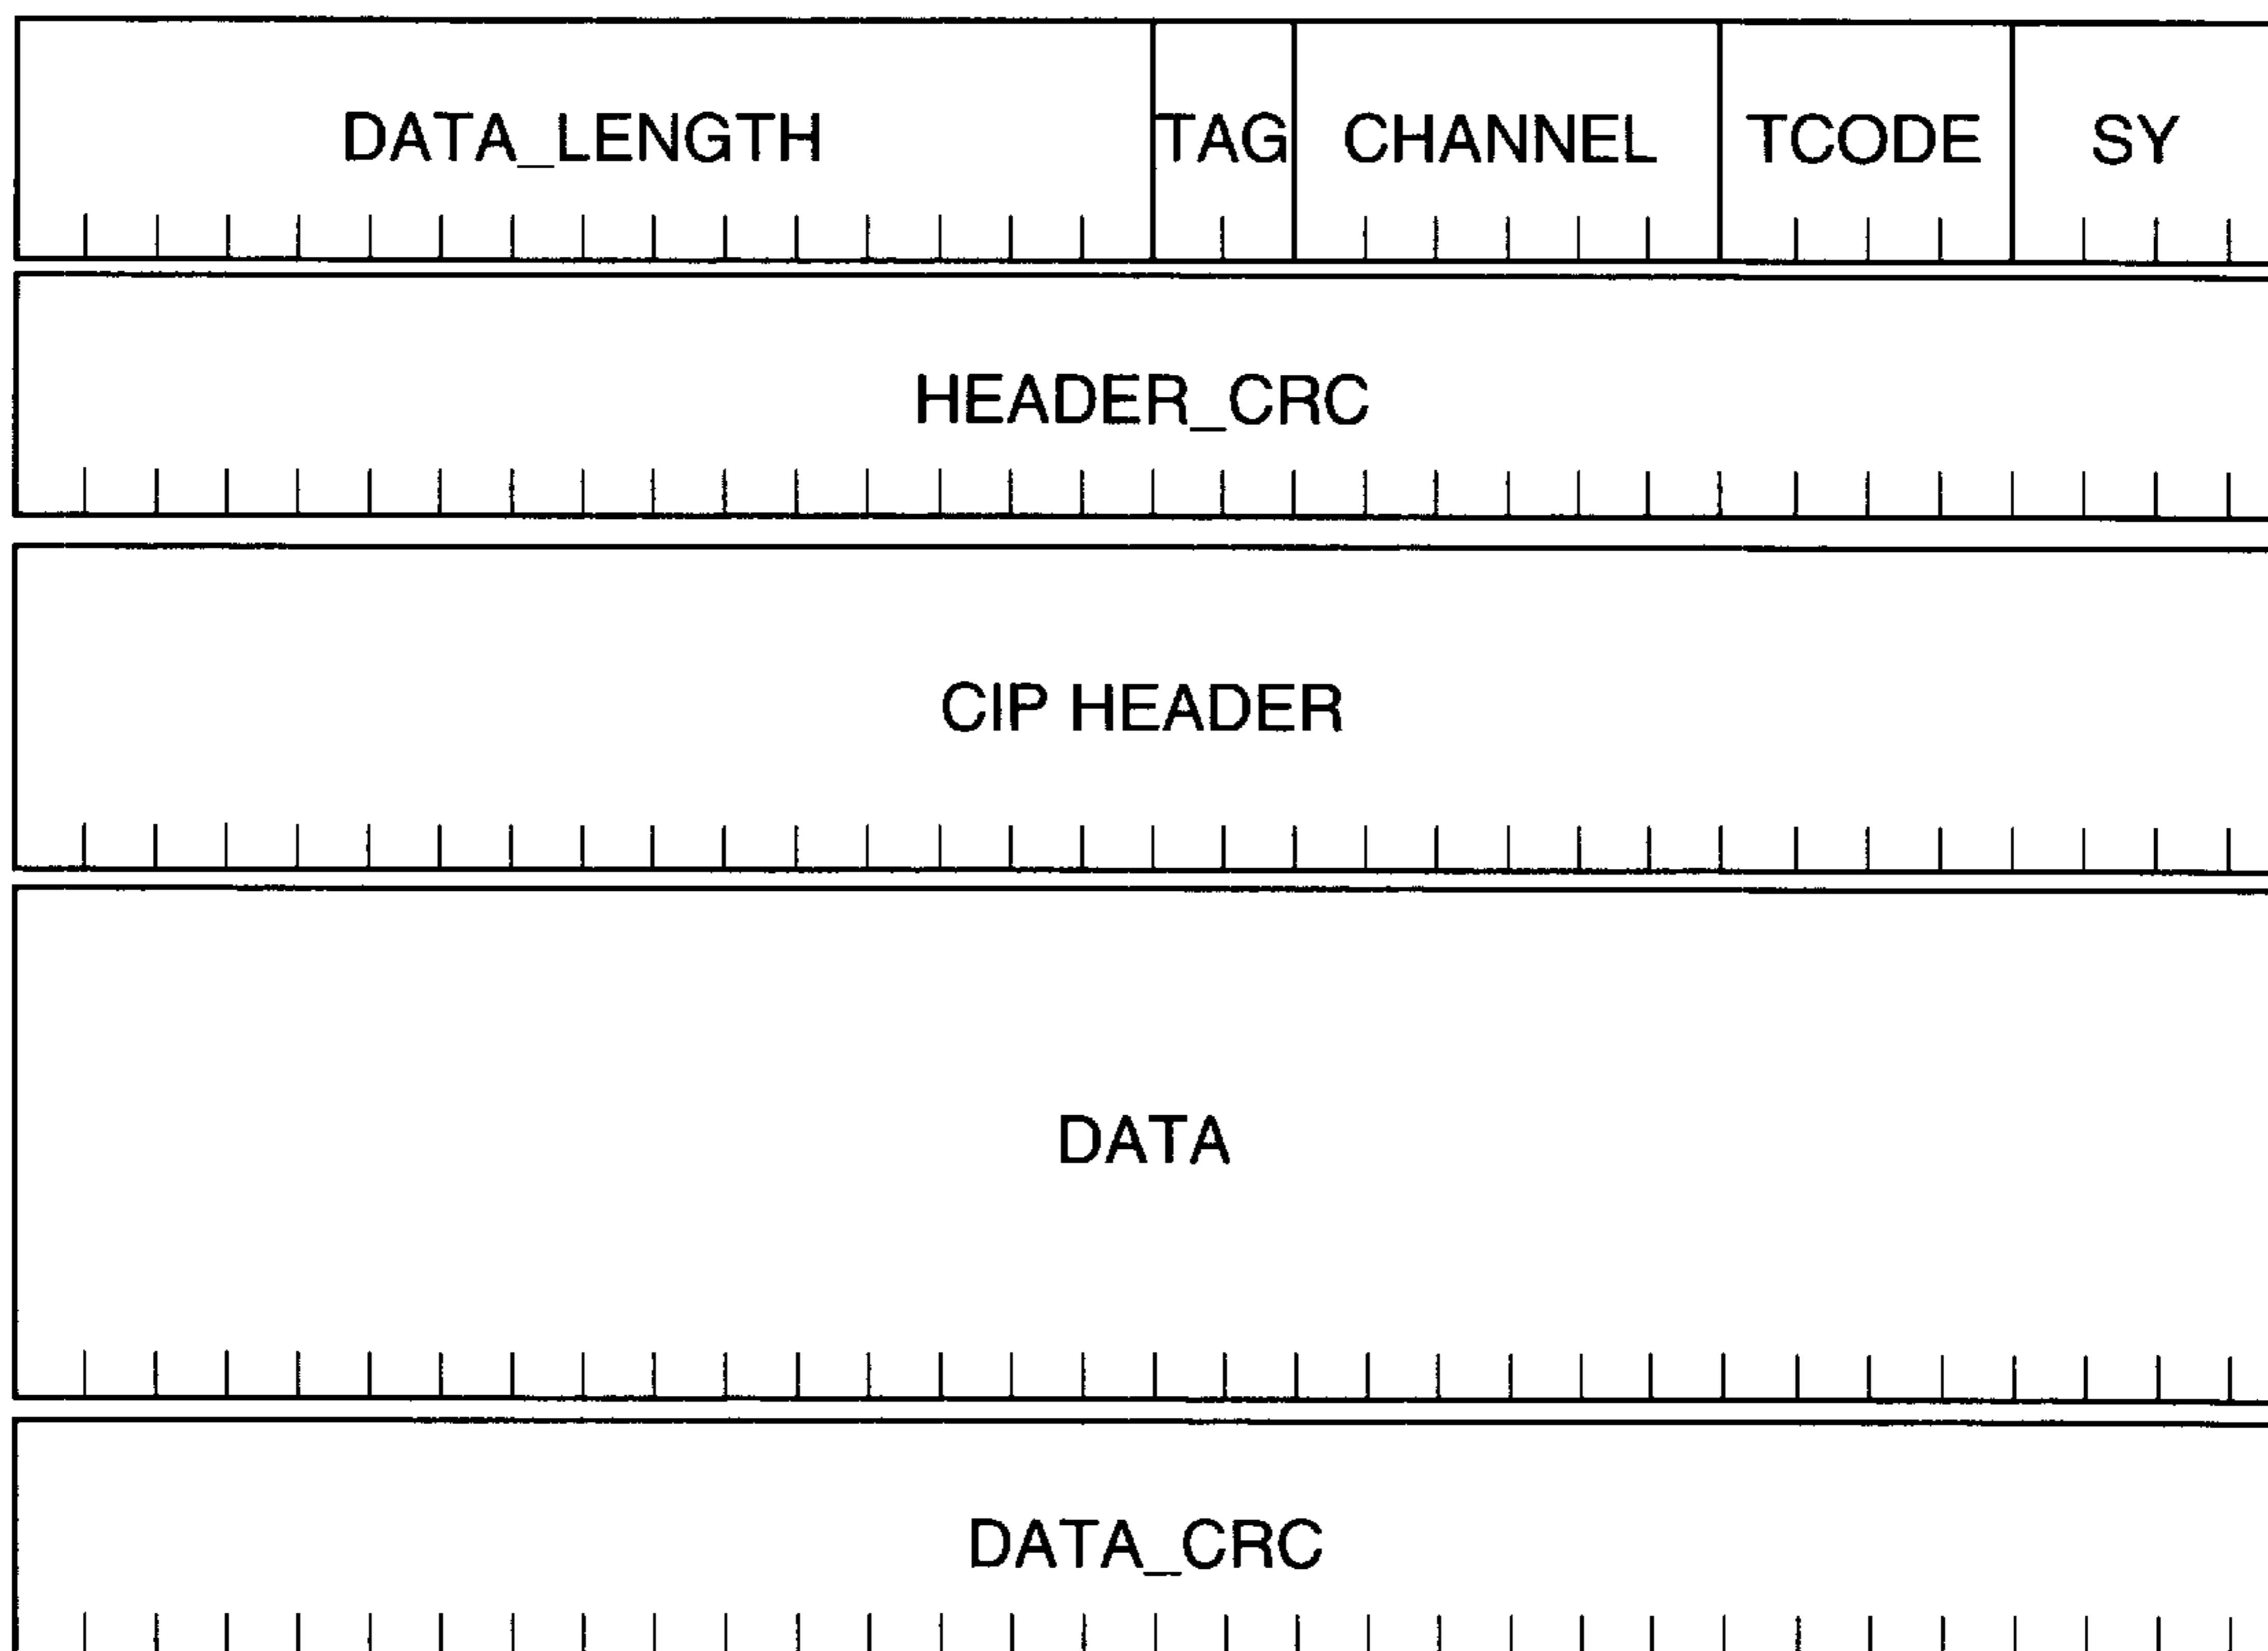 DATA_LENGTH TAG CHANNEL TCODE SY
HEADER_CRC
CIP HEADER
DATA
DATA_CRC